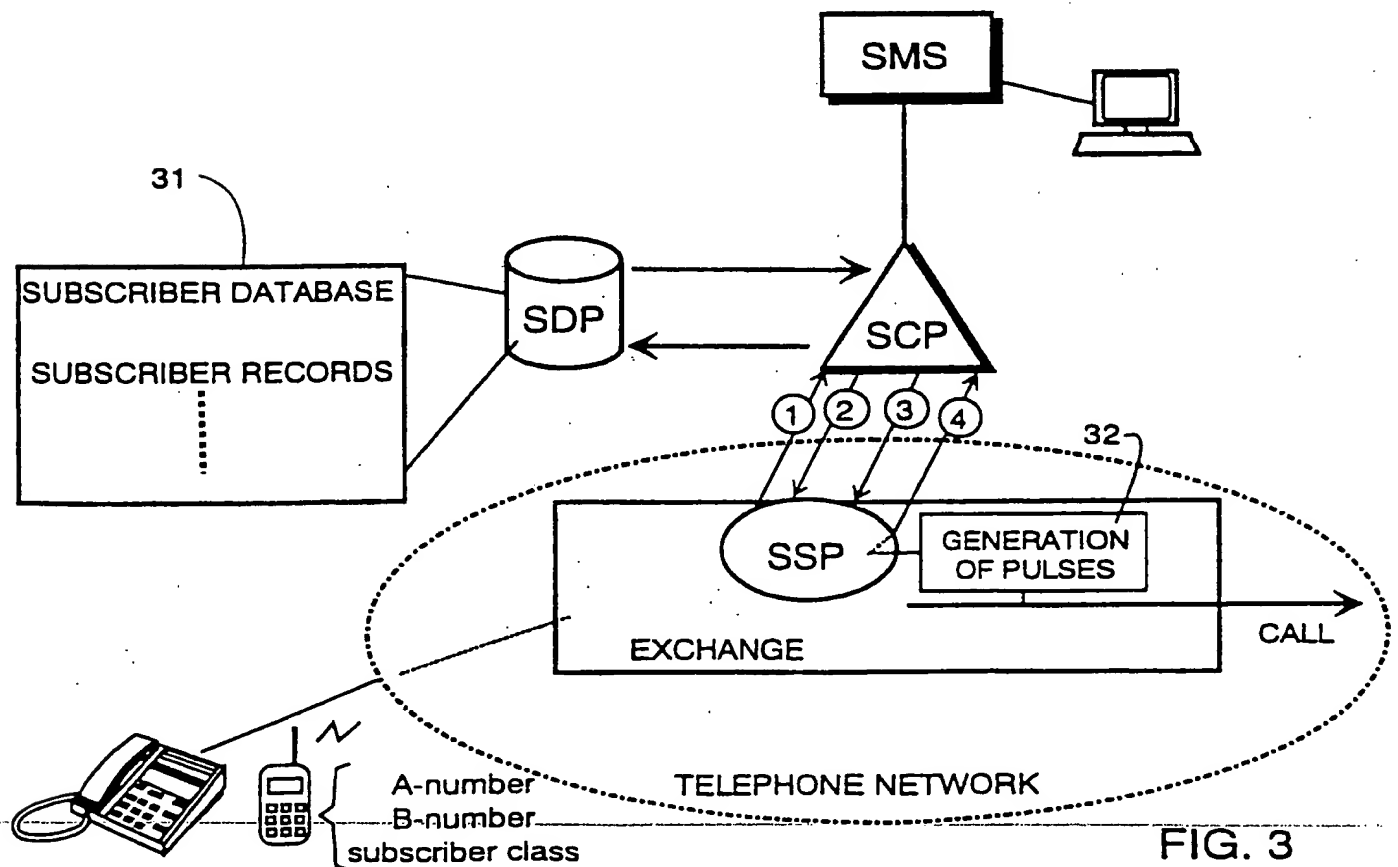 SMS
31
SUBSCRIBER DATABASE
SUBSCRIBER RECORDS
SDP
SCP
1
2
3
4
32
SSP
GENERATION
OF PULSES
CALL
EXCHANGE
A-number
B-number
subscriber class
TELEPHONE NETWORK
FIG. 3